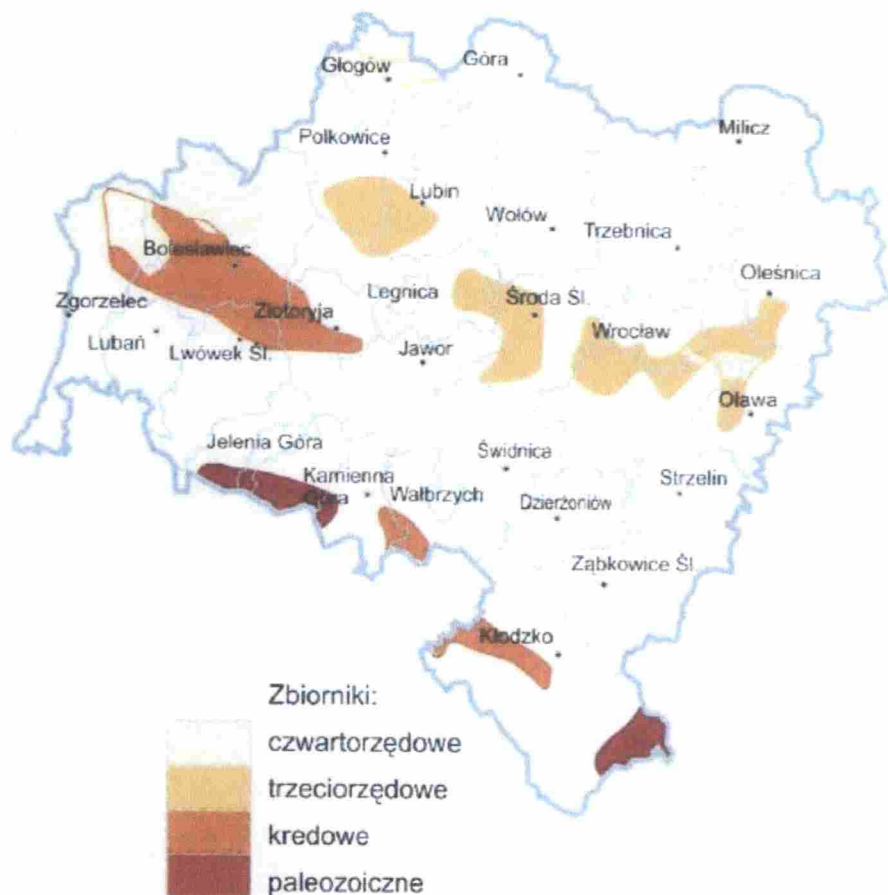 Głogów
Góra
Milicz
Polkowice
Lubin
Wołów
Trzebnica
Bolesławiec
Oleśnica
Legnica
Środa Śl.
Zgorzelec
Złotoryja
Wrocław
Lubań
Lwówek Śl.
Jawor
Oława
Jelenia Góra
Świdnica
Kamienna
Góra
Wałbrzych
Strzelin
Dzierżoniów
Ząbkowice Śl.
Kłodzko
Zbiorniki:
czwartorzędowe
trzeciorzędowe
kredowe
paleozoiczne